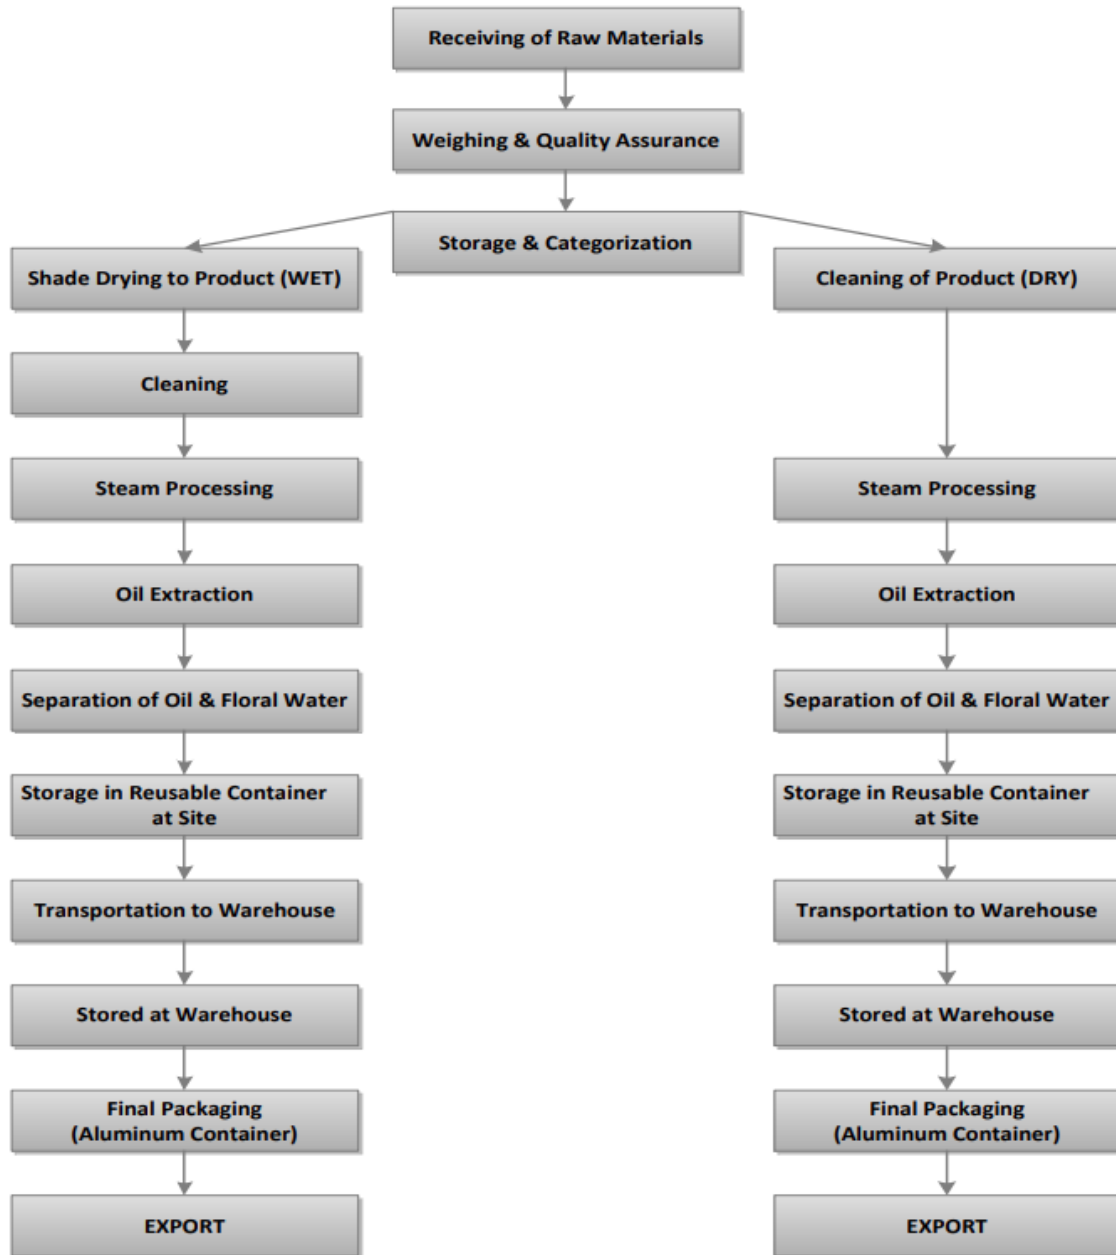 Receiving of Raw Materials
Weighing & Quality Assurance
Storage & Categorization
Shade Drying to Product (WET)
Cleaning
Steam Processing
Oil Extraction
Separation of Oil & Floral Water
Storage in Reusable Container
at Site
Transportation to Warehouse
Stored at Warehouse
Final Packaging
(Aluminum Container)
EXPORT
Cleaning of Product (DRY)
Steam Processing
Oil Extraction
Separation of Oil & Floral Water
Storage in Reusable Container
at Site
Transportation to Warehouse
Stored at Warehouse
Final Packaging
(Aluminum Container)
EXPORT